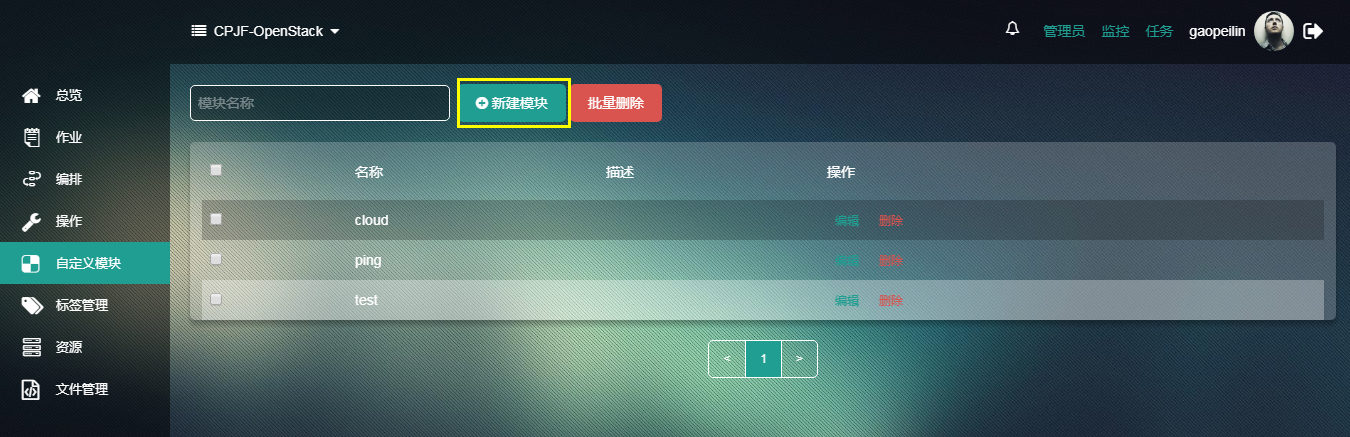 CPJF-OpenStack
管理员 监控 任务 gaopeilin
总览
作业
编排
操作
自定义模块
标签管理
资源
文件管理
模块名称 新建模块 批量删除
名称 描述 操作
cloud 编辑 删除
ping 删除
test 编辑 删除
< 1 >